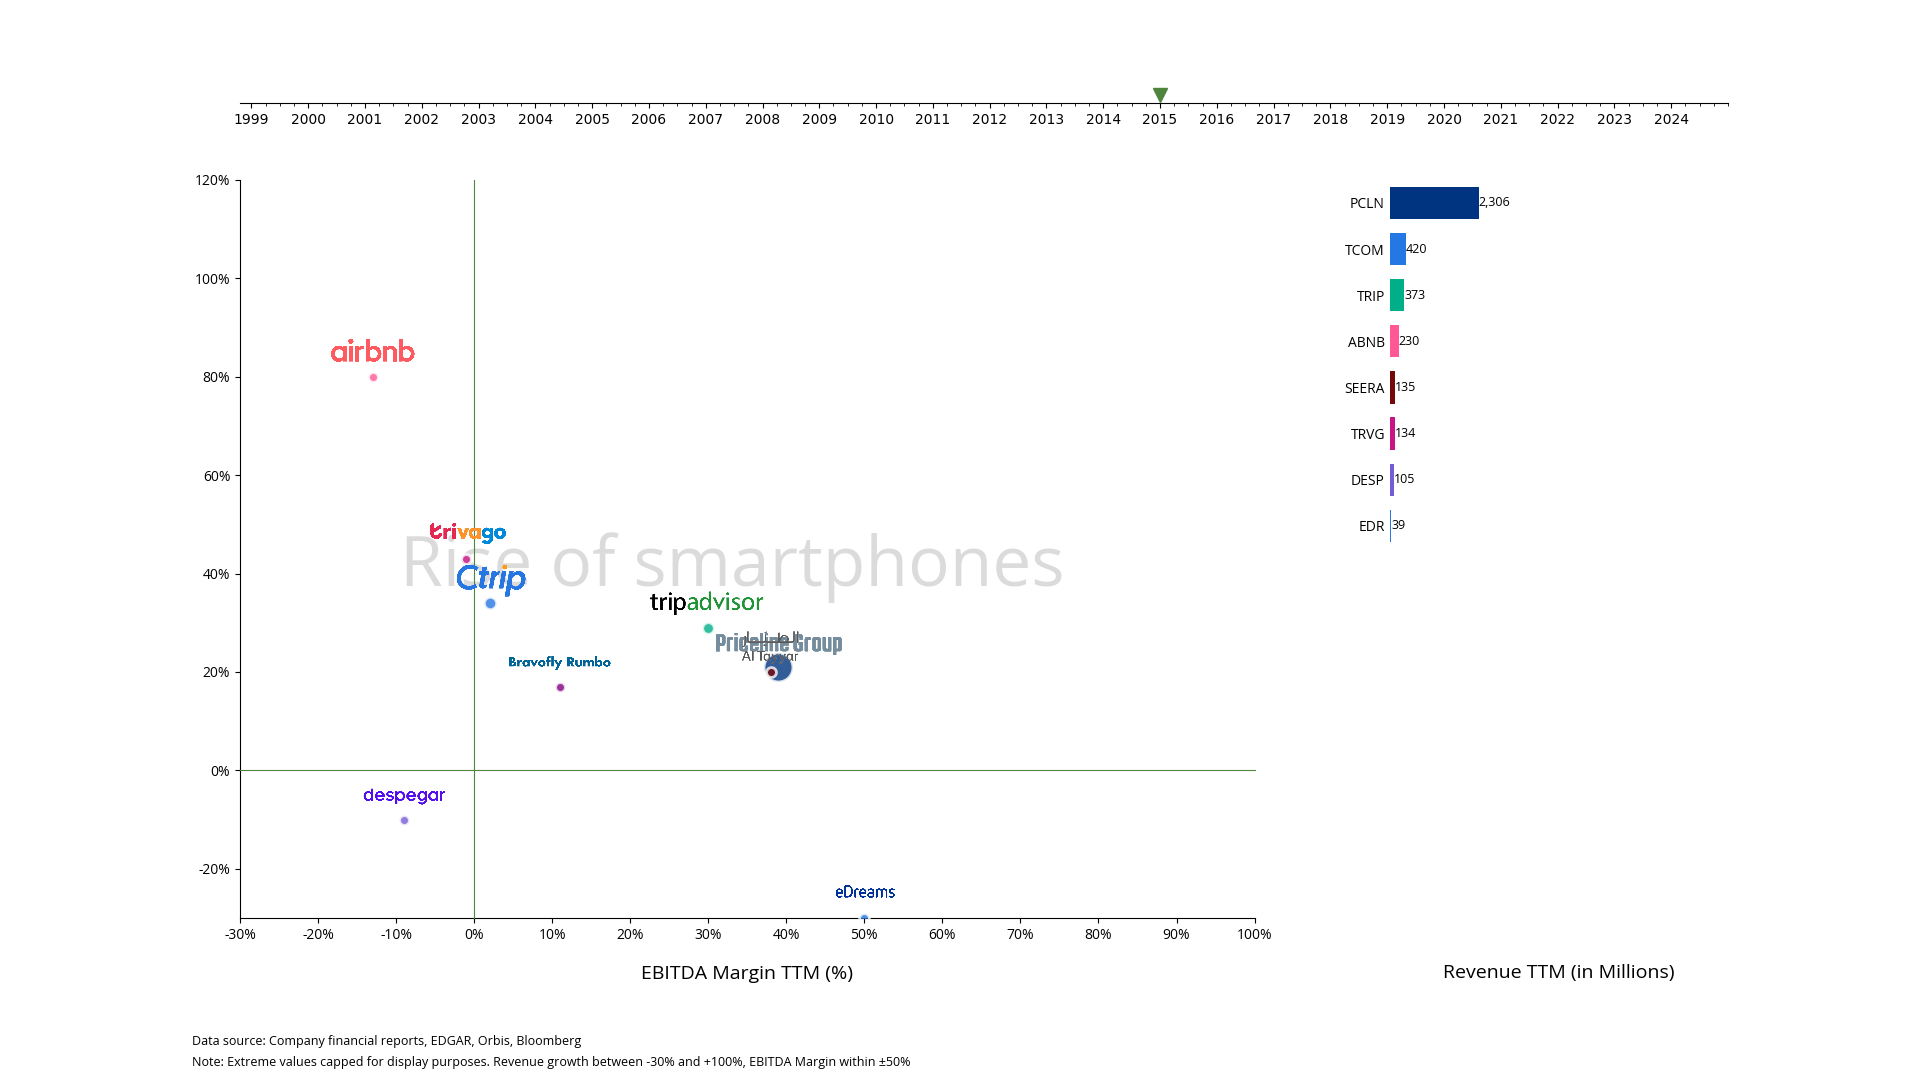 1999 2000 2001 2002 2003 2004 2005 2006 2007 2008 2009 2010 2011 2012 2013 2014 2015 2016 2017 2018 2019 2020 2021 2022 2023 2024
120%
100%
80%
60%
40%
20%
0%
-20%
-30% -20% -10% 0% 10% 20% 30% 40% 50% 60% 70% 80% 90% 100%
EBITDA Margin TTM (%)
airbnb
trivago
Rise of smartphones
Ctrip
tripadvisor
Priceline Group
Al Tayyar
Bravofly Rumbo
despegar
eDreams
PCLN 2,306
TCOM 420
TRIP 373
ABNB 230
SEERA 135
TRVG 134
DESP 105
EDR 39
Revenue TTM (in Millions)
Data source: Company financial reports, EDGAR, Orbis, Bloomberg
Note: Extreme values capped for display purposes. Revenue growth between -30% and +100%, EBITDA Margin within ±50%